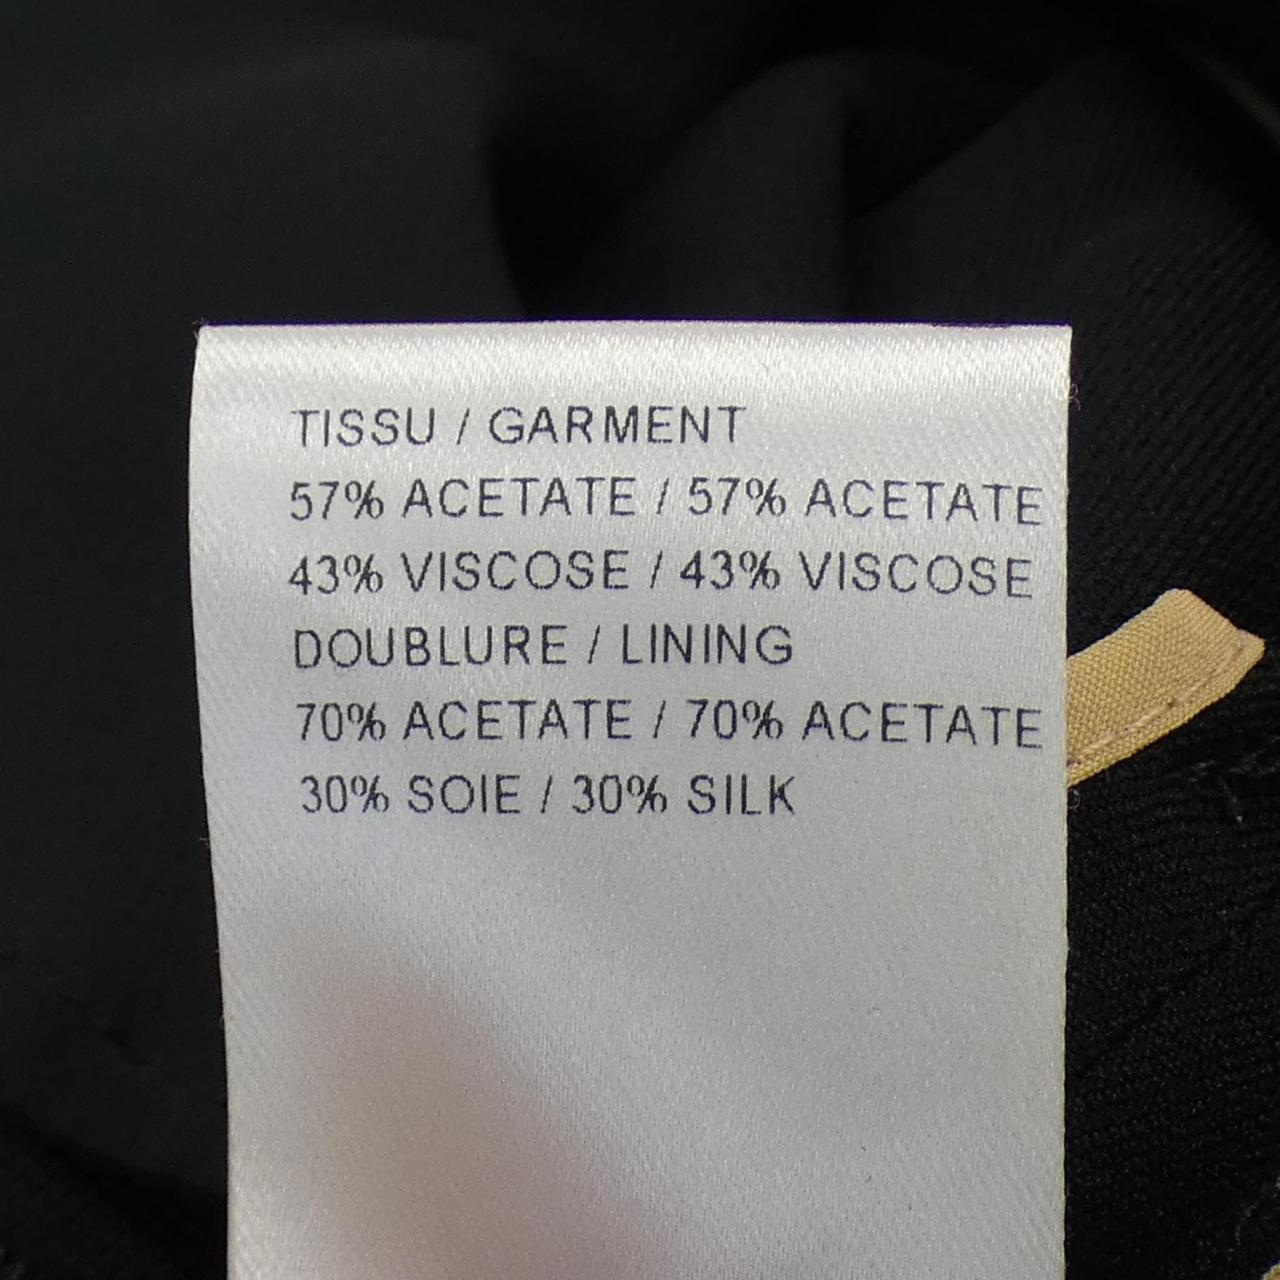 TISSU / GARMENT
57% ACETATE / 57% ACETATE
43% VISCOSE / 43% VISCOSE
DOUBLURE / LINING
70% ACETATE / 70% ACETATE
30% SOIE / 30% SILK